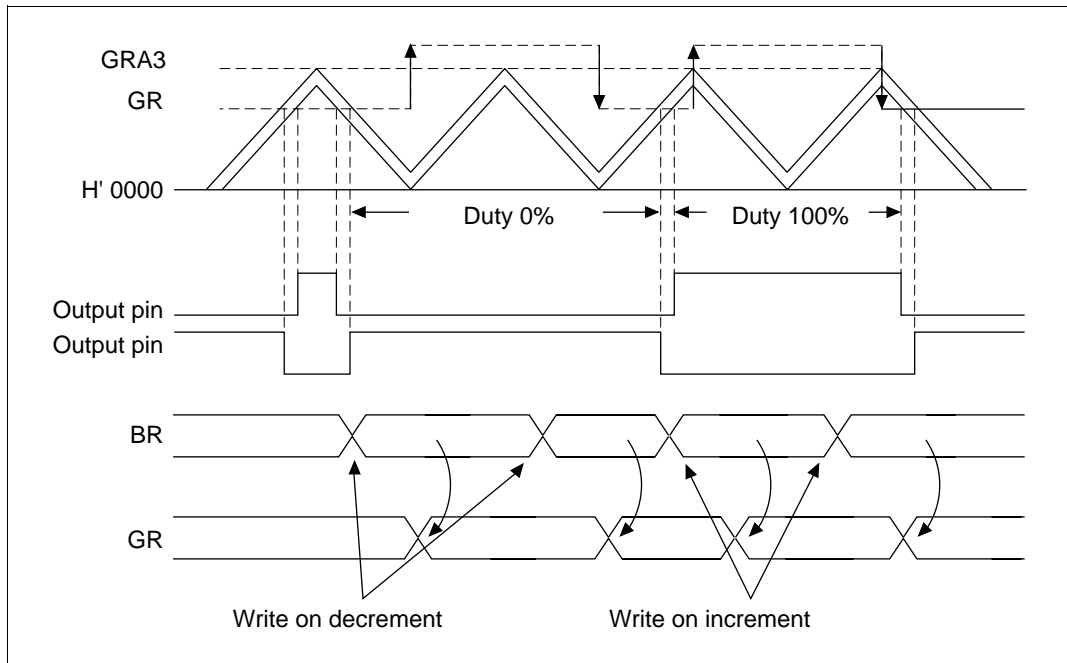 GRA3
GR
H' 0000
Duty 0%
Duty 100%
Output pin
Output pin
BR
GR
Write on decrement
Write on increment